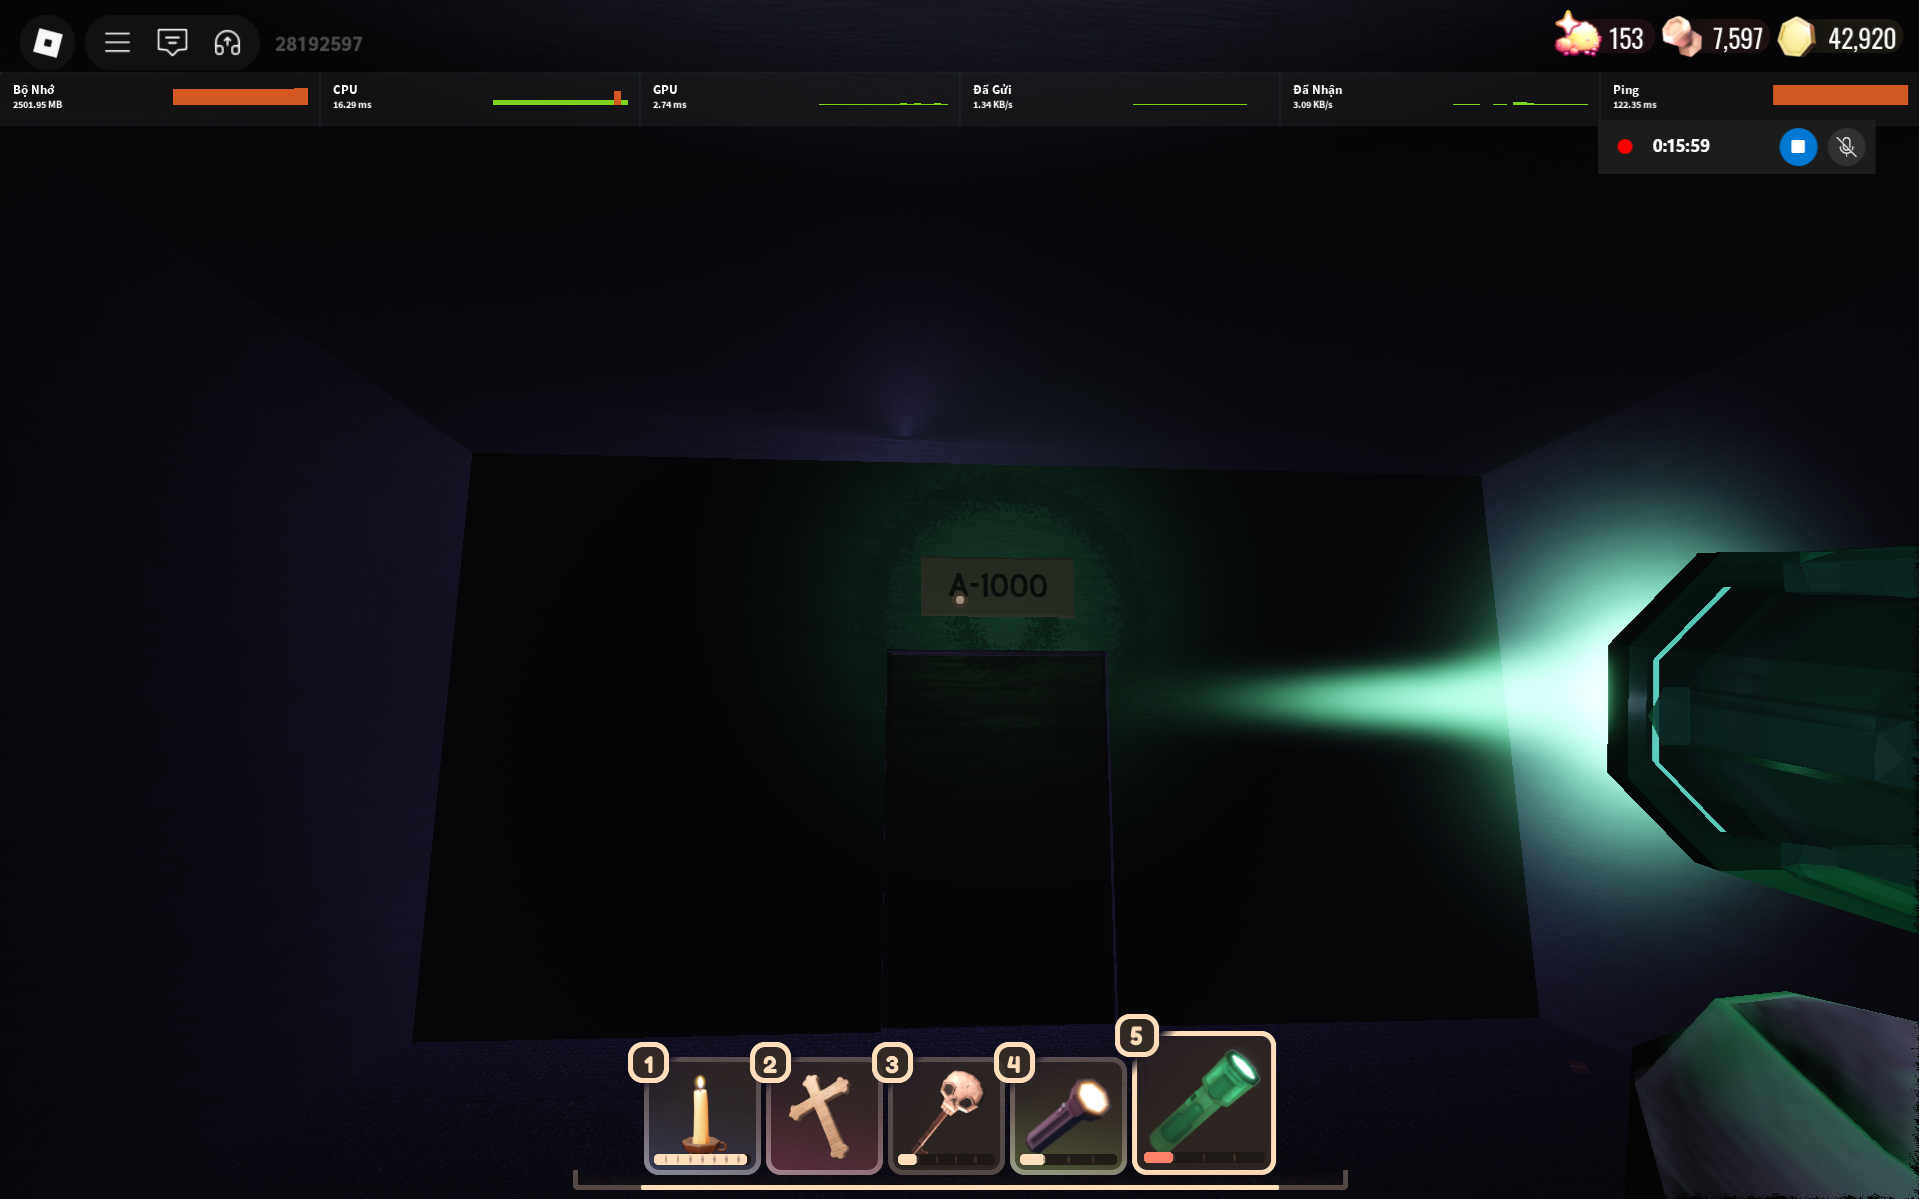 28192597
153
7,597
42,920
Bộ Nhớ
2501.95 MB
CPU
16.29 ms
GPU
2.74 ms
Đã Gửi
1.34 KB/s
Đã Nhận
3.09 KB/s
Ping
122.35 ms
0:15:59
A-1000
1
2
3
4
5